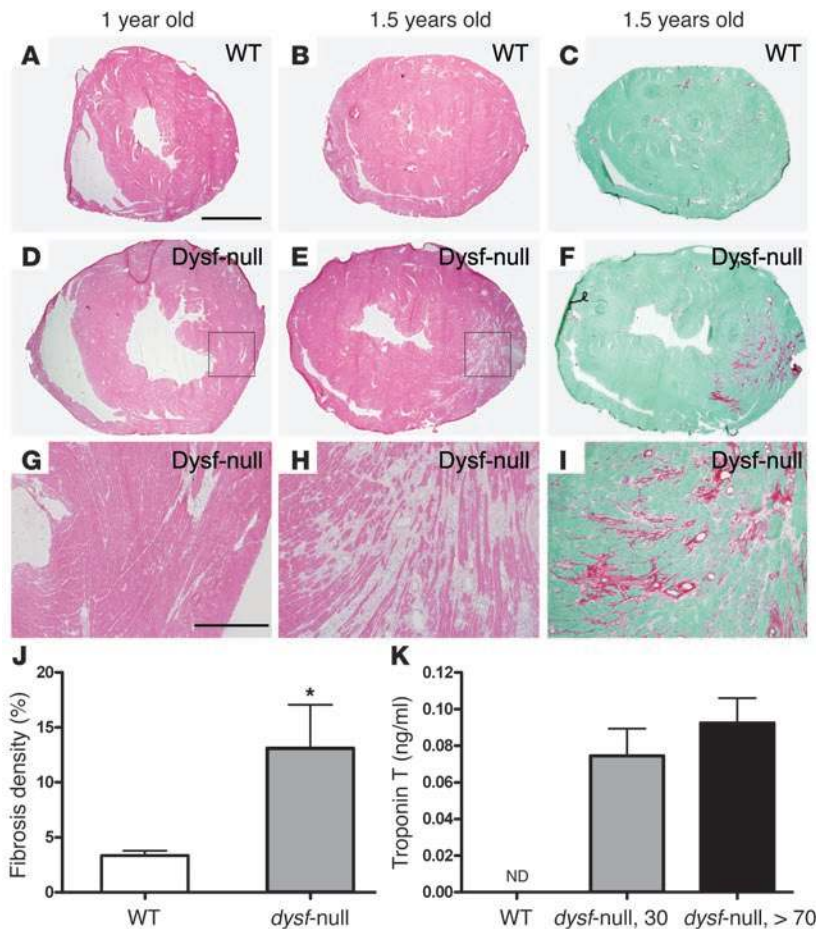 1 year old 1.5 years old 1.5 years old
A WT B WT C WT
D Dysf-null E Dysf-null F Dysf-null
G Dysf-null H Dysf-null I Dysf-null
J
Fibrosis density (%)
20
15
10
5
0
*
WT dysf-null
K
Troponin T (ng/ml)
0.12
0.10
0.08
0.06
0.04
0.02
0.00
ND
WT dysf-null, 30 dysf-null, > 70